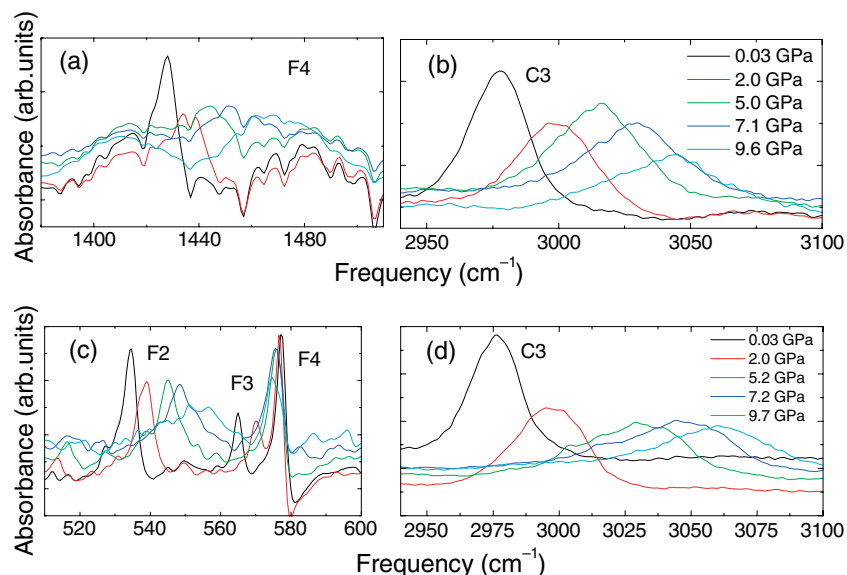 (a)
F4
Absorbance (arb.units)
1400
1440
1480
(b)
C3
0.03 GPa
2.0 GPa
5.0 GPa
7.1 GPa
9.6 GPa
2950
3000
3050
3100
Frequency (cm⁻¹)
(c)
F2
F3
F4
Absorbance (arb.units)
520
540
560
580
600
(d)
C3
0.03 GPa
2.0 GPa
5.2 GPa
7.2 GPa
9.7 GPa
2950
2975
3000
3025
3050
3075
3100
Frequency (cm⁻¹)